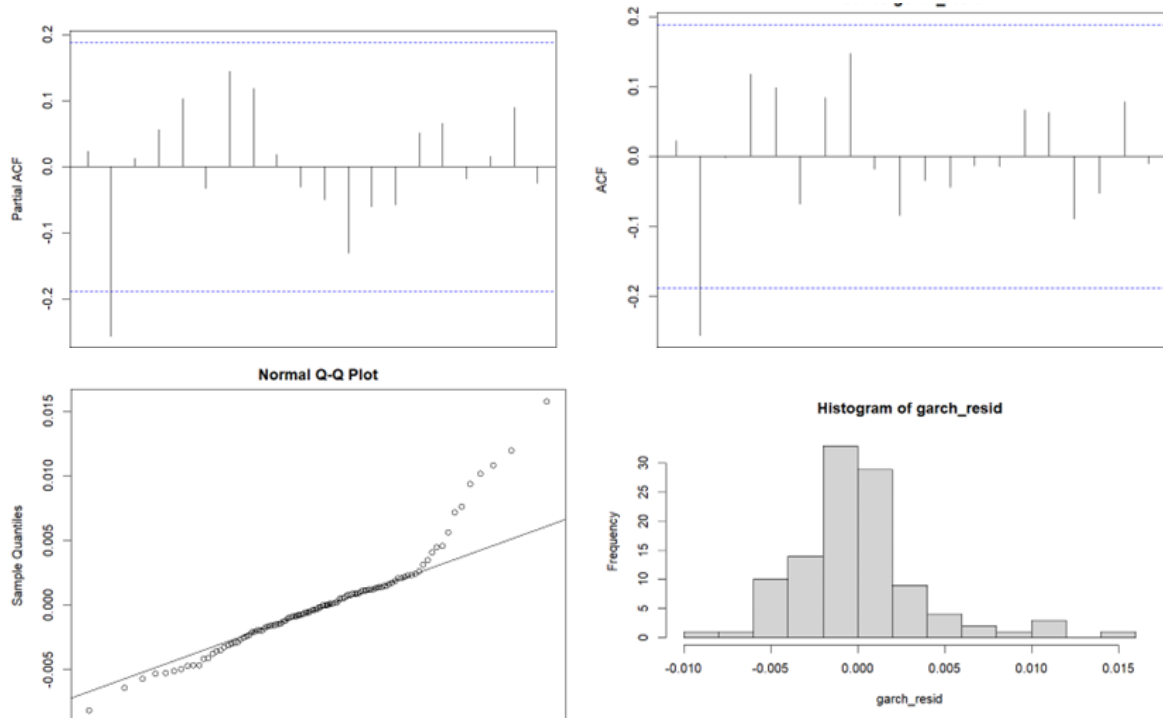 Partial ACF
0.2
0.1
0.0
-0.1
-0.2
ACF
0.2
0.1
0.0
-0.1
-0.2
Normal Q-Q Plot
Sample Quantiles
0.015
0.010
0.005
0.000
-0.005
Histogram of garch_resid
Frequency
30
25
20
15
10
5
0
-0.010 -0.005 0.000 0.005 0.010 0.015
garch_resid